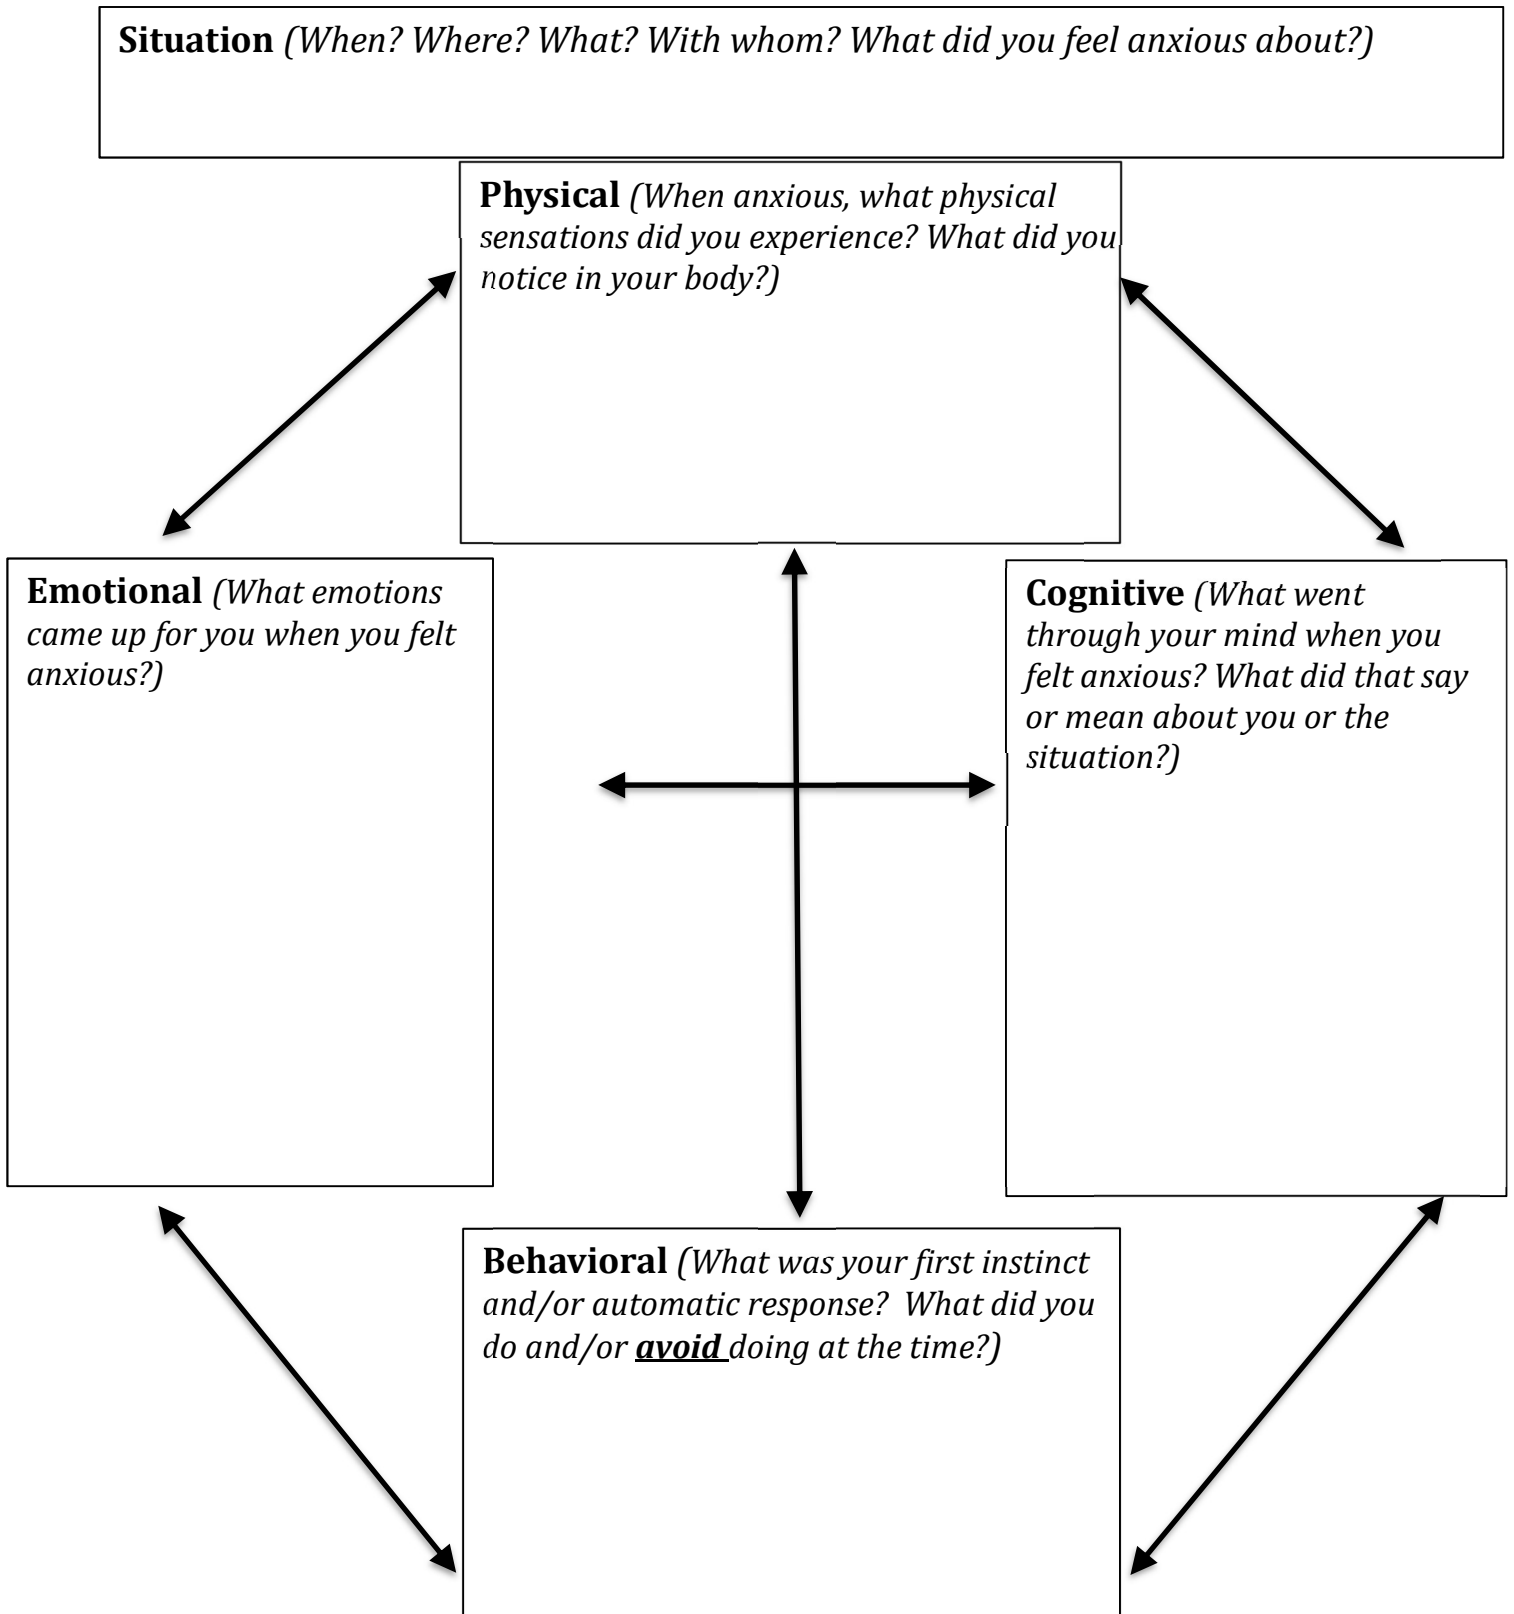 Situation (When? Where? What? With whom? What did you feel anxious about?)
Physical (When anxious, what physical
sensations did you experience? What did you
notice in your body?)
Emotional (What emotions
came up for you when you felt
anxious?)
Cognitive (What went
through your mind when you
felt anxious? What did that say
or mean about you or the
situation?)
Behavioral (What was your first instinct
and/or automatic response?  What did you
do and/or avoid doing at the time?)